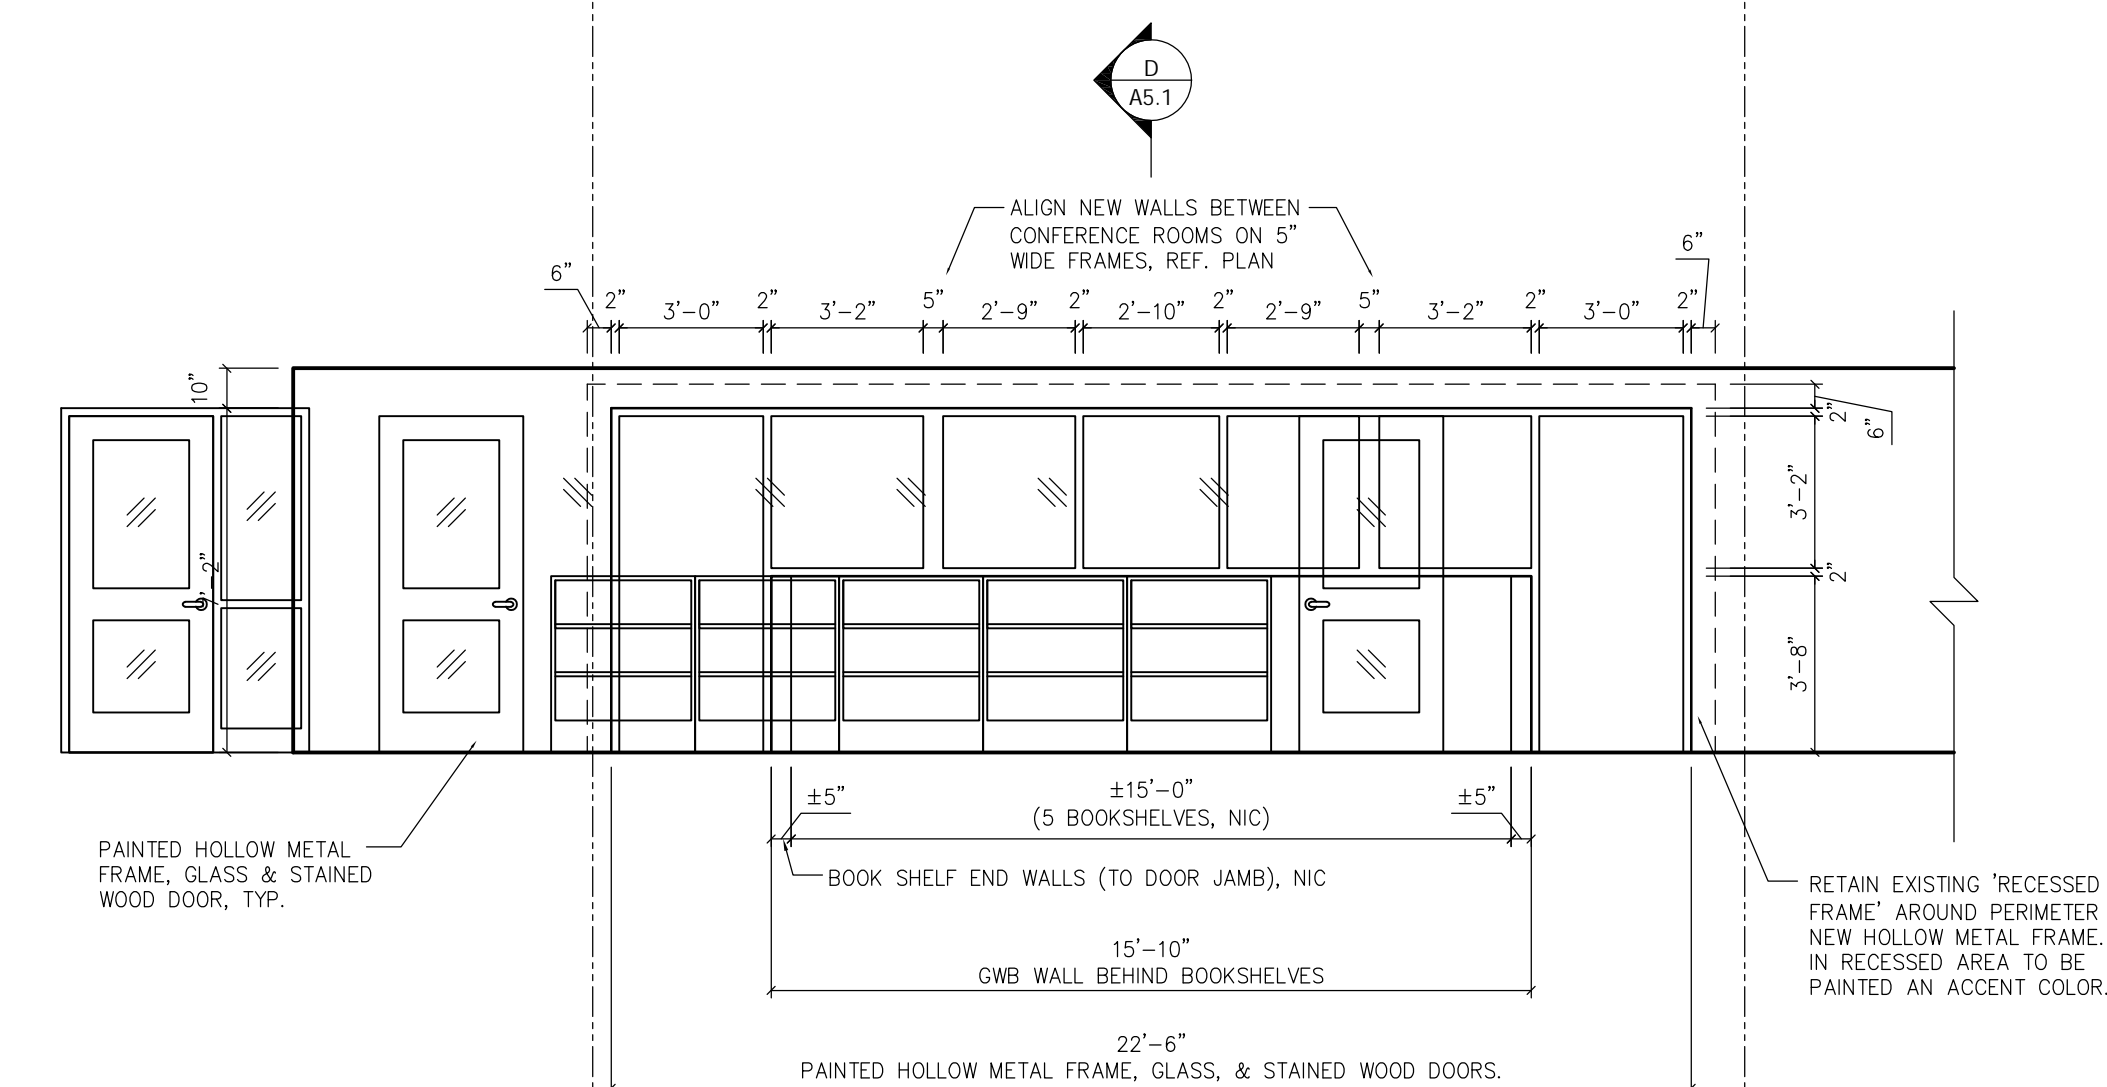 D
A5.1
ALIGN NEW WALLS BETWEEN
CONFERENCE ROOMS ON 5"
WIDE FRAMES, REF. PLAN
6"
6"
2" 3'-0" 2" 3'-2" 5" 2'-9" 2" 2'-10" 2" 2'-9" 5" 3'-2" 2" 3'-0" 2"
10"
'-2"
2"
6"
3'-2"
2"
3'-8"
±5"
±15'-0"
(5 BOOKSHELVES, NIC)
±5"
PAINTED HOLLOW METAL
FRAME, GLASS & STAINED
WOOD DOOR, TYP.
BOOK SHELF END WALLS (TO DOOR JAMB), NIC
RETAIN EXISTING 'RECESSED
FRAME' AROUND PERIMETER
NEW HOLLOW METAL FRAME.
IN RECESSED AREA TO BE
PAINTED AN ACCENT COLOR.
15'-10"
GWB WALL BEHIND BOOKSHELVES
22'-6"
PAINTED HOLLOW METAL FRAME, GLASS, & STAINED WOOD DOORS.